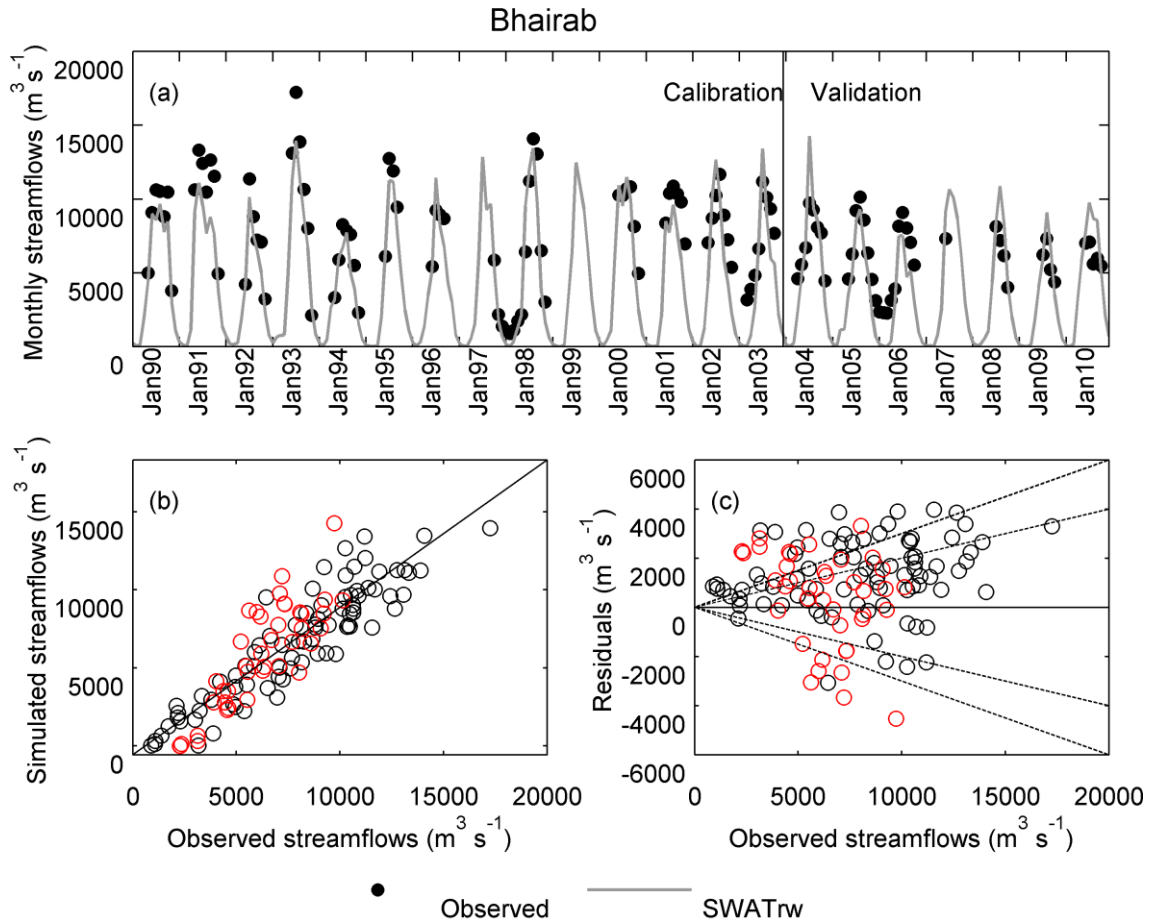 Bhairab
Monthly streamflows (m³ s⁻¹)
20000
15000
10000
5000
0
(a)
Calibration
Validation
Jan90
Jan91
Jan92
Jan93
Jan94
Jan95
Jan96
Jan97
Jan98
Jan99
Jan00
Jan01
Jan02
Jan03
Jan04
Jan05
Jan06
Jan07
Jan08
Jan09
Jan10
Simulated streamflows (m³ s⁻¹)
15000
10000
5000
0
(b)
0 5000 10000 15000 20000
Observed streamflows (m³ s⁻¹)
Residuals (m³ s⁻¹)
6000
4000
2000
0
-2000
-4000
-6000
(c)
0 5000 10000 15000 20000
Observed streamflows (m³ s⁻¹)
Observed
SWATrw